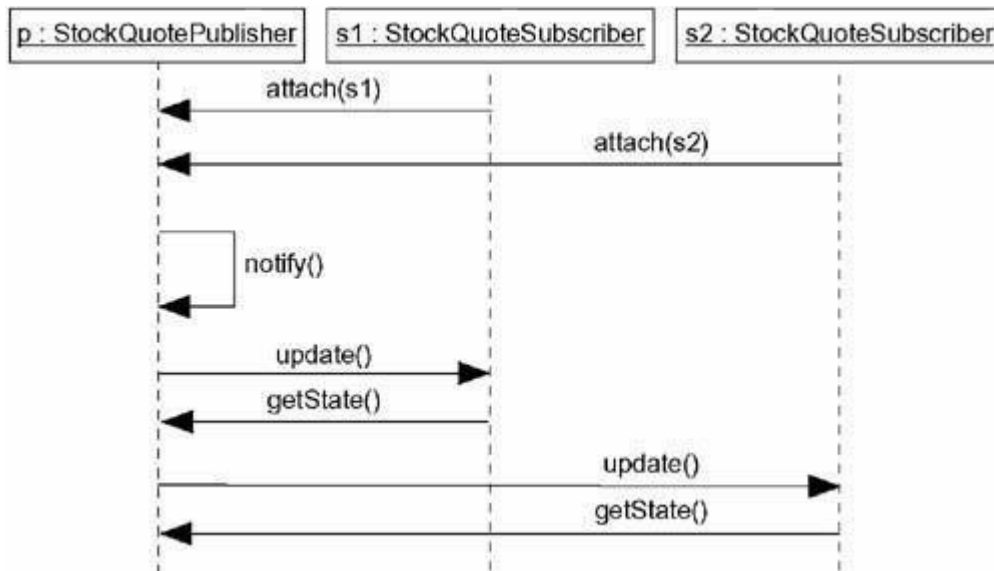 p : StockQuotePublisher
s1 : StockQuoteSubscriber
s2 : StockQuoteSubscriber
attach(s1)
attach(s2)
notify()
update()
getState()
update()
getState()